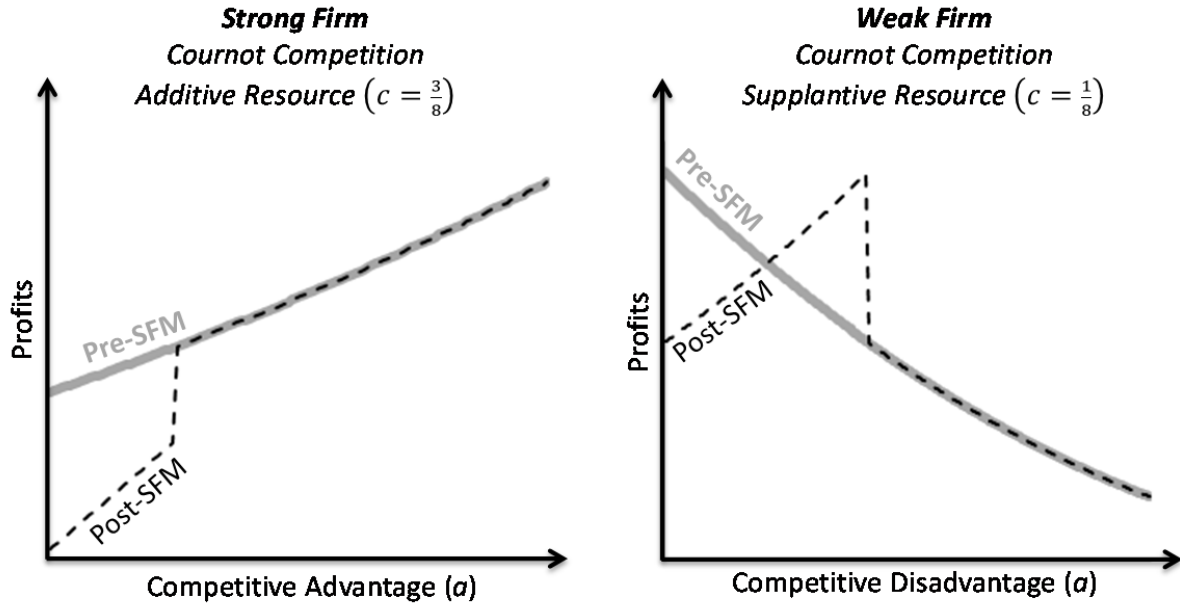 Strong Firm
Cournot Competition
Additive Resource (c = 3/8)
Profits
Pre-SFM
Post-SFM
Competitive Advantage (a)
Weak Firm
Cournot Competition
Supplantive Resource (c = 1/8)
Profits
Pre-SFM
Post-SFM
Competitive Disadvantage (a)